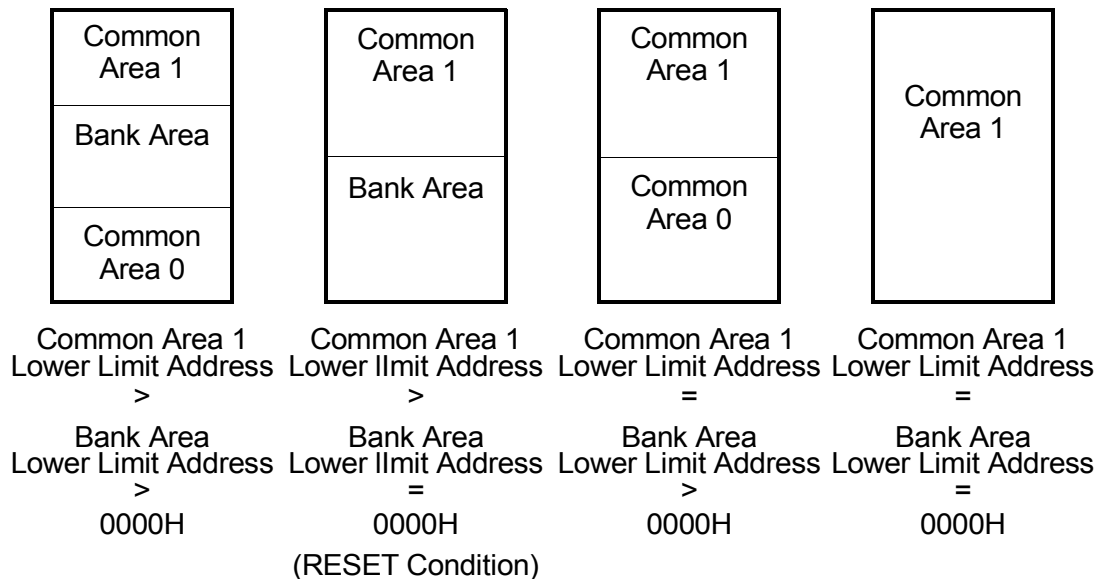 Common
Area 1
Bank Area
Common
Area 0
Common
Area 1
Bank Area
Common
Area 1
Common
Area 0
Common
Area 1
Common Area 1
Lower Limit Address
>
Bank Area
Lower Limit Address
>
0000H
Common Area 1
Lower lImit Address
>
Bank Area
Lower lImit Address
=
0000H
(RESET Condition)
Common Area 1
Lower Limit Address
=
Bank Area
Lower Limit Address
>
0000H
Common Area 1
Lower Limit Address
=
Bank Area
Lower Limit Address
=
0000H